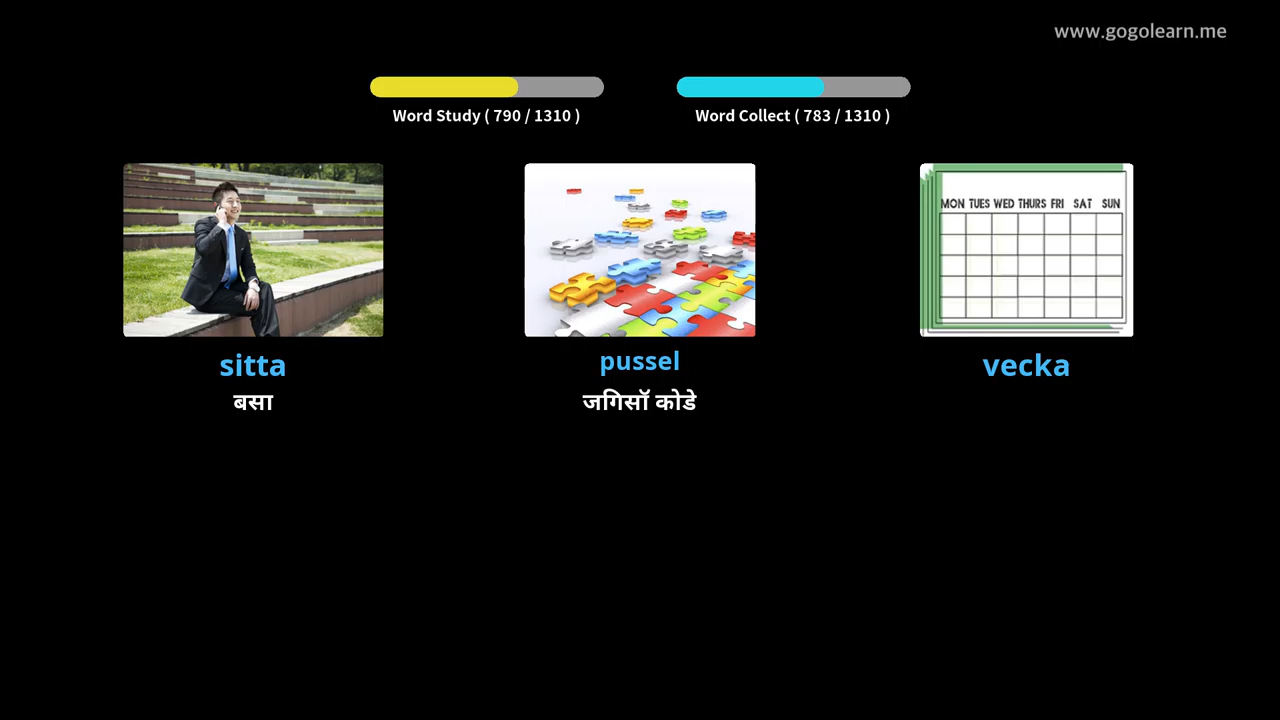 www.gogolearn.me
Word Study ( 790 / 1310 )
Word Collect ( 783 / 1310 )
MON TUES WED THURS FRI SAT SUN
sitta
pussel
vecka
बसा
जगिसॉ कोडे